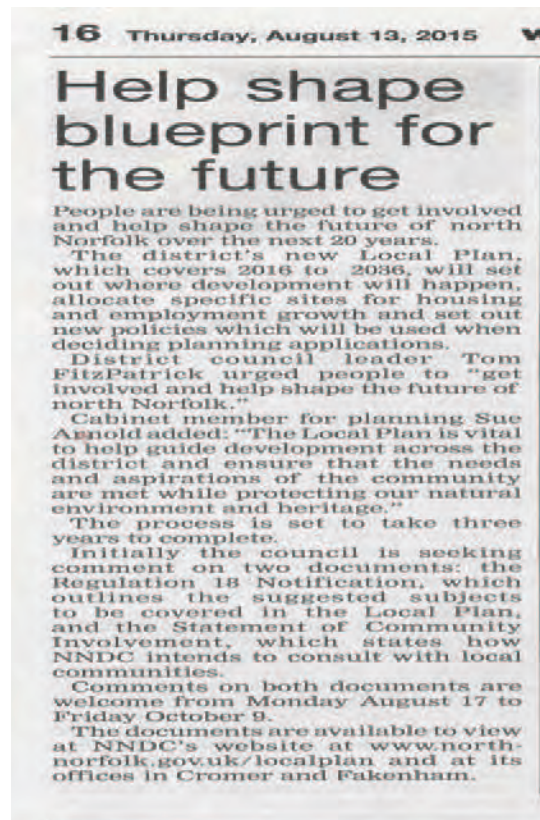 16 Thursday, August 13, 2015
Help shape
blueprint for
the future
People are being urged to get involved
and help shape the future of north
Norfolk over the next 20 years.
The district's new Local Plan,
which covers 2016 to 2036, will set
out where development will happen,
allocate specific sites for housing
and employment growth and set out
new policies which will be used when
deciding planning applications.
District council leader Tom
FitzPatrick urged people to "get
involved and help shape the future of
north Norfolk."
Cabinet member for planning Sue
Arnold added: "The Local Plan is vital
to help guide development across the
district and ensure that the needs
and aspirations of the community
are met while protecting our natural
environment and heritage."
The process is set to take three
years to complete.
Initially the council is seeking
comment on two documents: the
Regulation 18 Notification, which
outlines the suggested subjects
to be covered in the Local Plan,
and the Statement of Community
Involvement, which states how
NNDC intends to consult with local
communities.
Comments on both documents are
welcome from Monday August 17 to
Friday October 9.
The documents are available to view
at NNDC's website at www.north-
norfolk.gov.uk/localplan and at its
offices in Cromer and Fakenham.